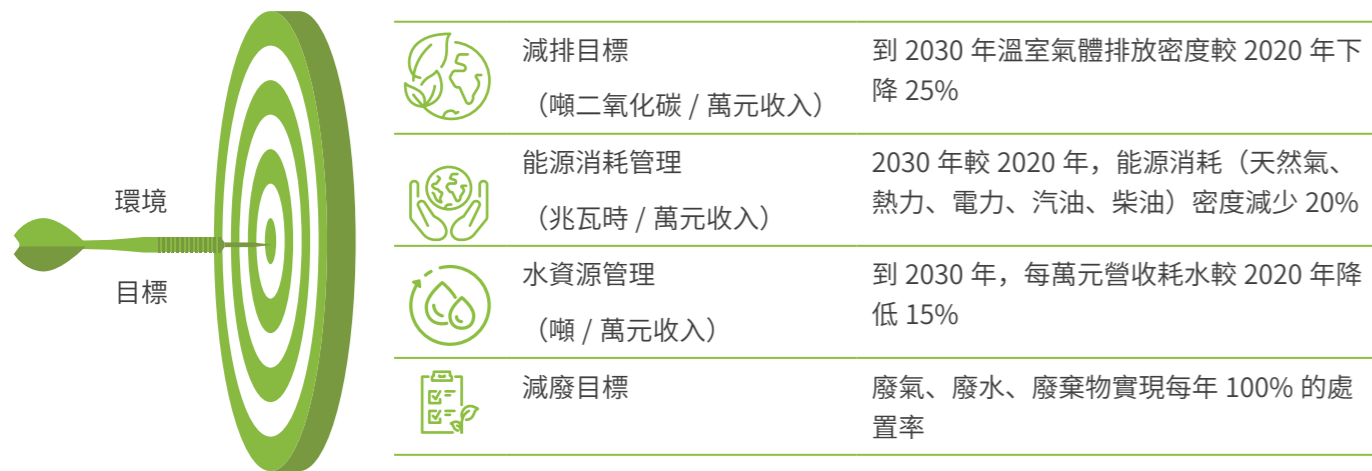 環境
目標
減排目標
（噸二氧化碳 / 萬元收入）
到 2030 年溫室氣體排放密度較 2020 年下
降 25%
能源消耗管理
（兆瓦時 / 萬元收入）
2030 年較 2020 年，能源消耗（天然氣、
熱力、電力、汽油、柴油）密度減少 20%
水資源管理
（噸 / 萬元收入）
到 2030 年，每萬元營收耗水較 2020 年降
低 15%
減廢目標
廢氣、廢水、廢棄物實現每年 100% 的處
置率